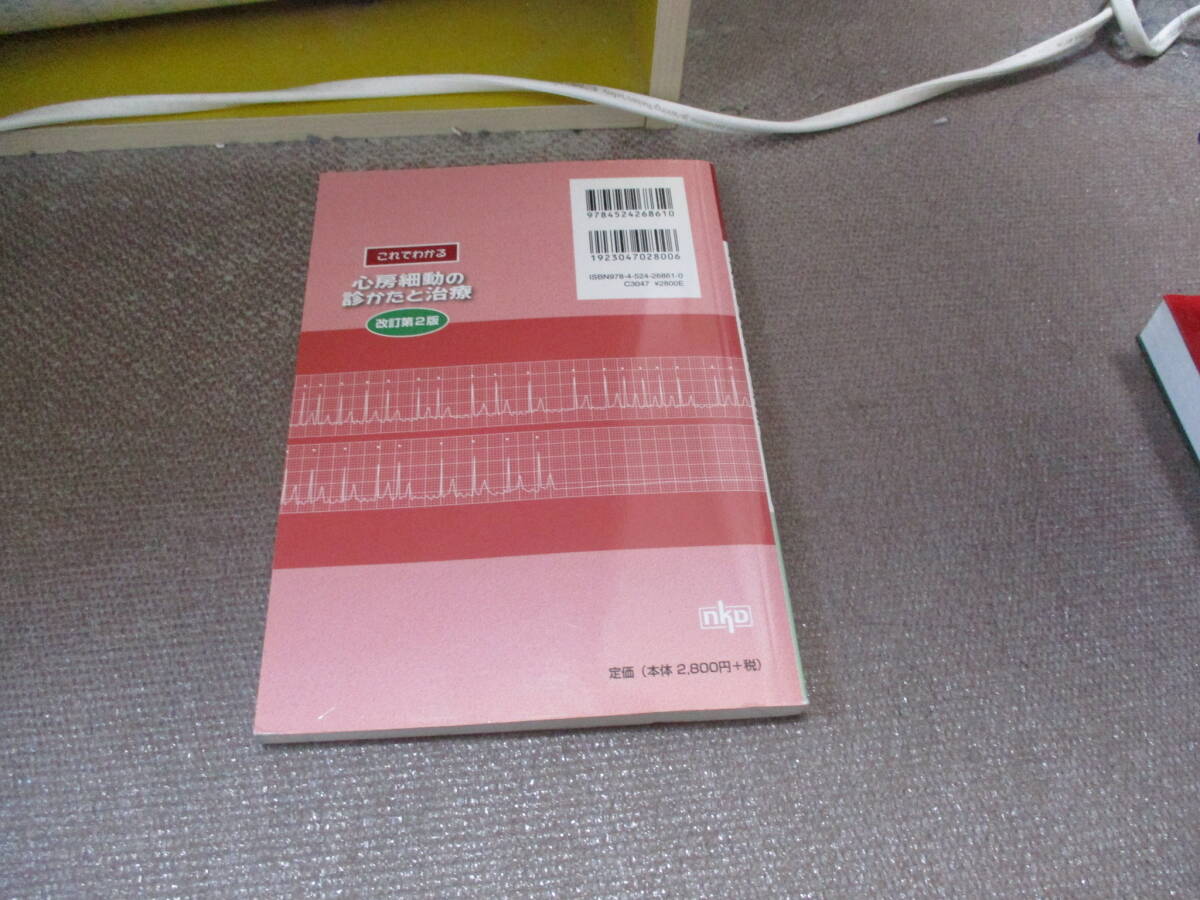 9784524268610
1923047028006
ISBN978-4-524-26861-0
C3047 ¥2800E
これでわかる
心房細動の
診かたと治療
改訂第2版
nkD
定価（本体 2,800円＋税）